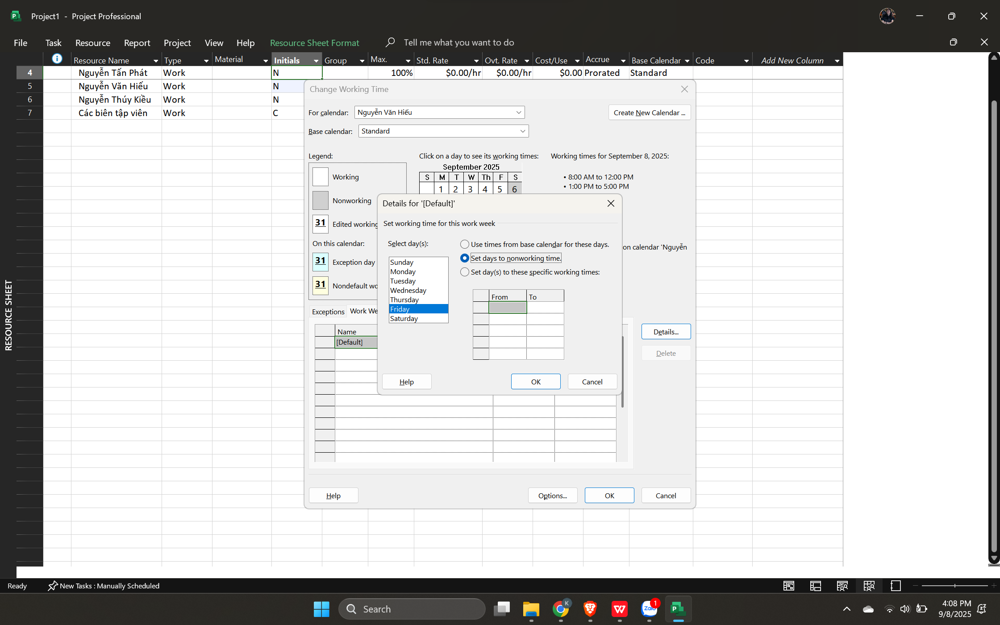 Project1 - Project Professional
File Task Resource Report Project View Help Resource Sheet Format Tell me what you want to do
Resource Name Type Material Initials Group Max. Std. Rate Ovt. Rate Cost/Use Accrue Base Calendar Code Add New Column
4 Nguyễn Tấn Phát Work N 100% $0.00/hr $0.00/hr $0.00 Prorated Standard
5 Nguyễn Văn Hiếu Work N
6 Nguyễn Thúy Kiều Work N
7 Các biên tập viên Work C
RESOURCE SHEET
Change Working Time
For calendar: Nguyễn Văn Hiếu Create New Calendar ...
Base calendar: Standard
Legend: Click on a day to see its working times: Working times for September 8, 2025:
Working
Nonworking
31 Edited working
On this calendar:
31 Exception day
31 Nondefault wo
September 2025
S M T W Th F S
1 2 3 4 5 6
• 8:00 AM to 12:00 PM
• 1:00 PM to 5:00 PM
on calendar 'Nguyễn
Exceptions Work We
Name
[Default]
Details...
Delete
Details for '[Default]'
Set working time for this work week
Select day(s):
Sunday
Monday
Tuesday
Wednesday
Thursday
Friday
Saturday
Use times from base calendar for these days.
Set days to nonworking time.
Set day(s) to these specific working times:
From To
Help OK Cancel
Help Options... OK Cancel
Ready New Tasks : Manually Scheduled
Search
K
Zalo
1
4:08 PM
9/8/2025